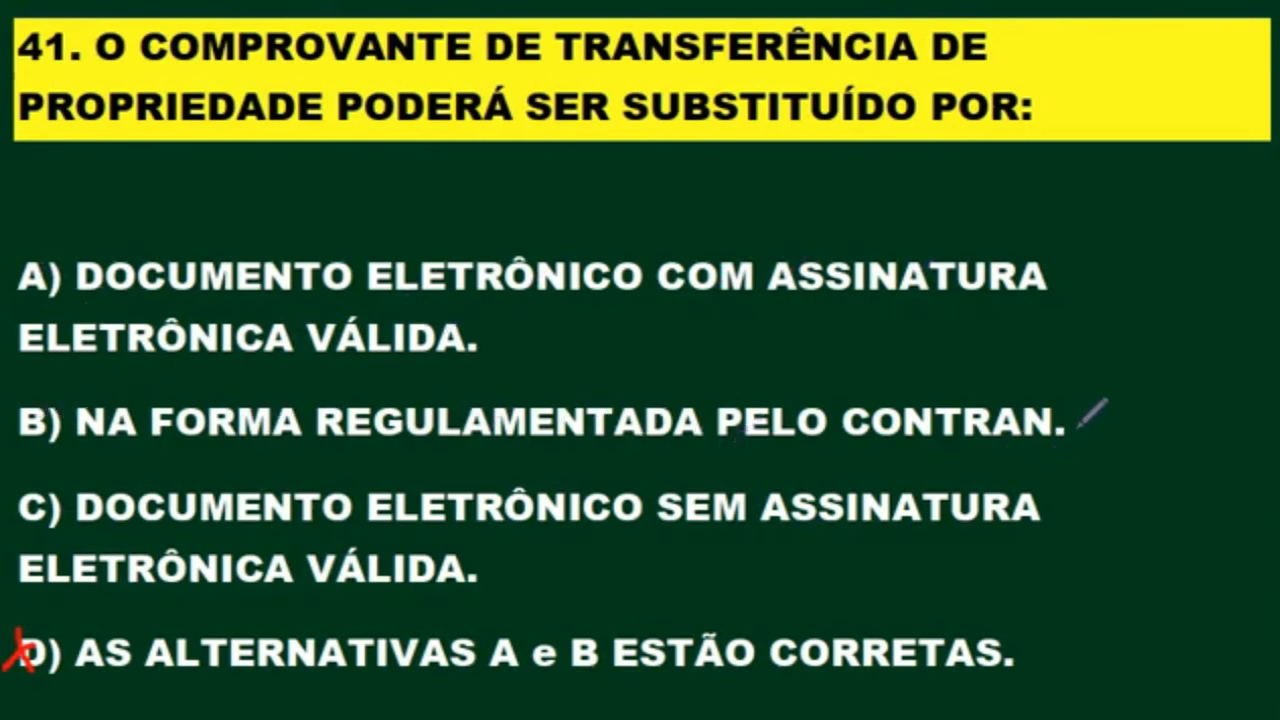 41. O COMPROVANTE DE TRANSFERÊNCIA DE
PROPRIEDADE PODERÁ SER SUBSTITUÍDO POR:
A) DOCUMENTO ELETRÔNICO COM ASSINATURA
ELETRÔNICA VÁLIDA.
B) NA FORMA REGULAMENTADA PELO CONTRAN.
C) DOCUMENTO ELETRÔNICO SEM ASSINATURA
ELETRÔNICA VÁLIDA.
D) AS ALTERNATIVAS A e B ESTÃO CORRETAS.